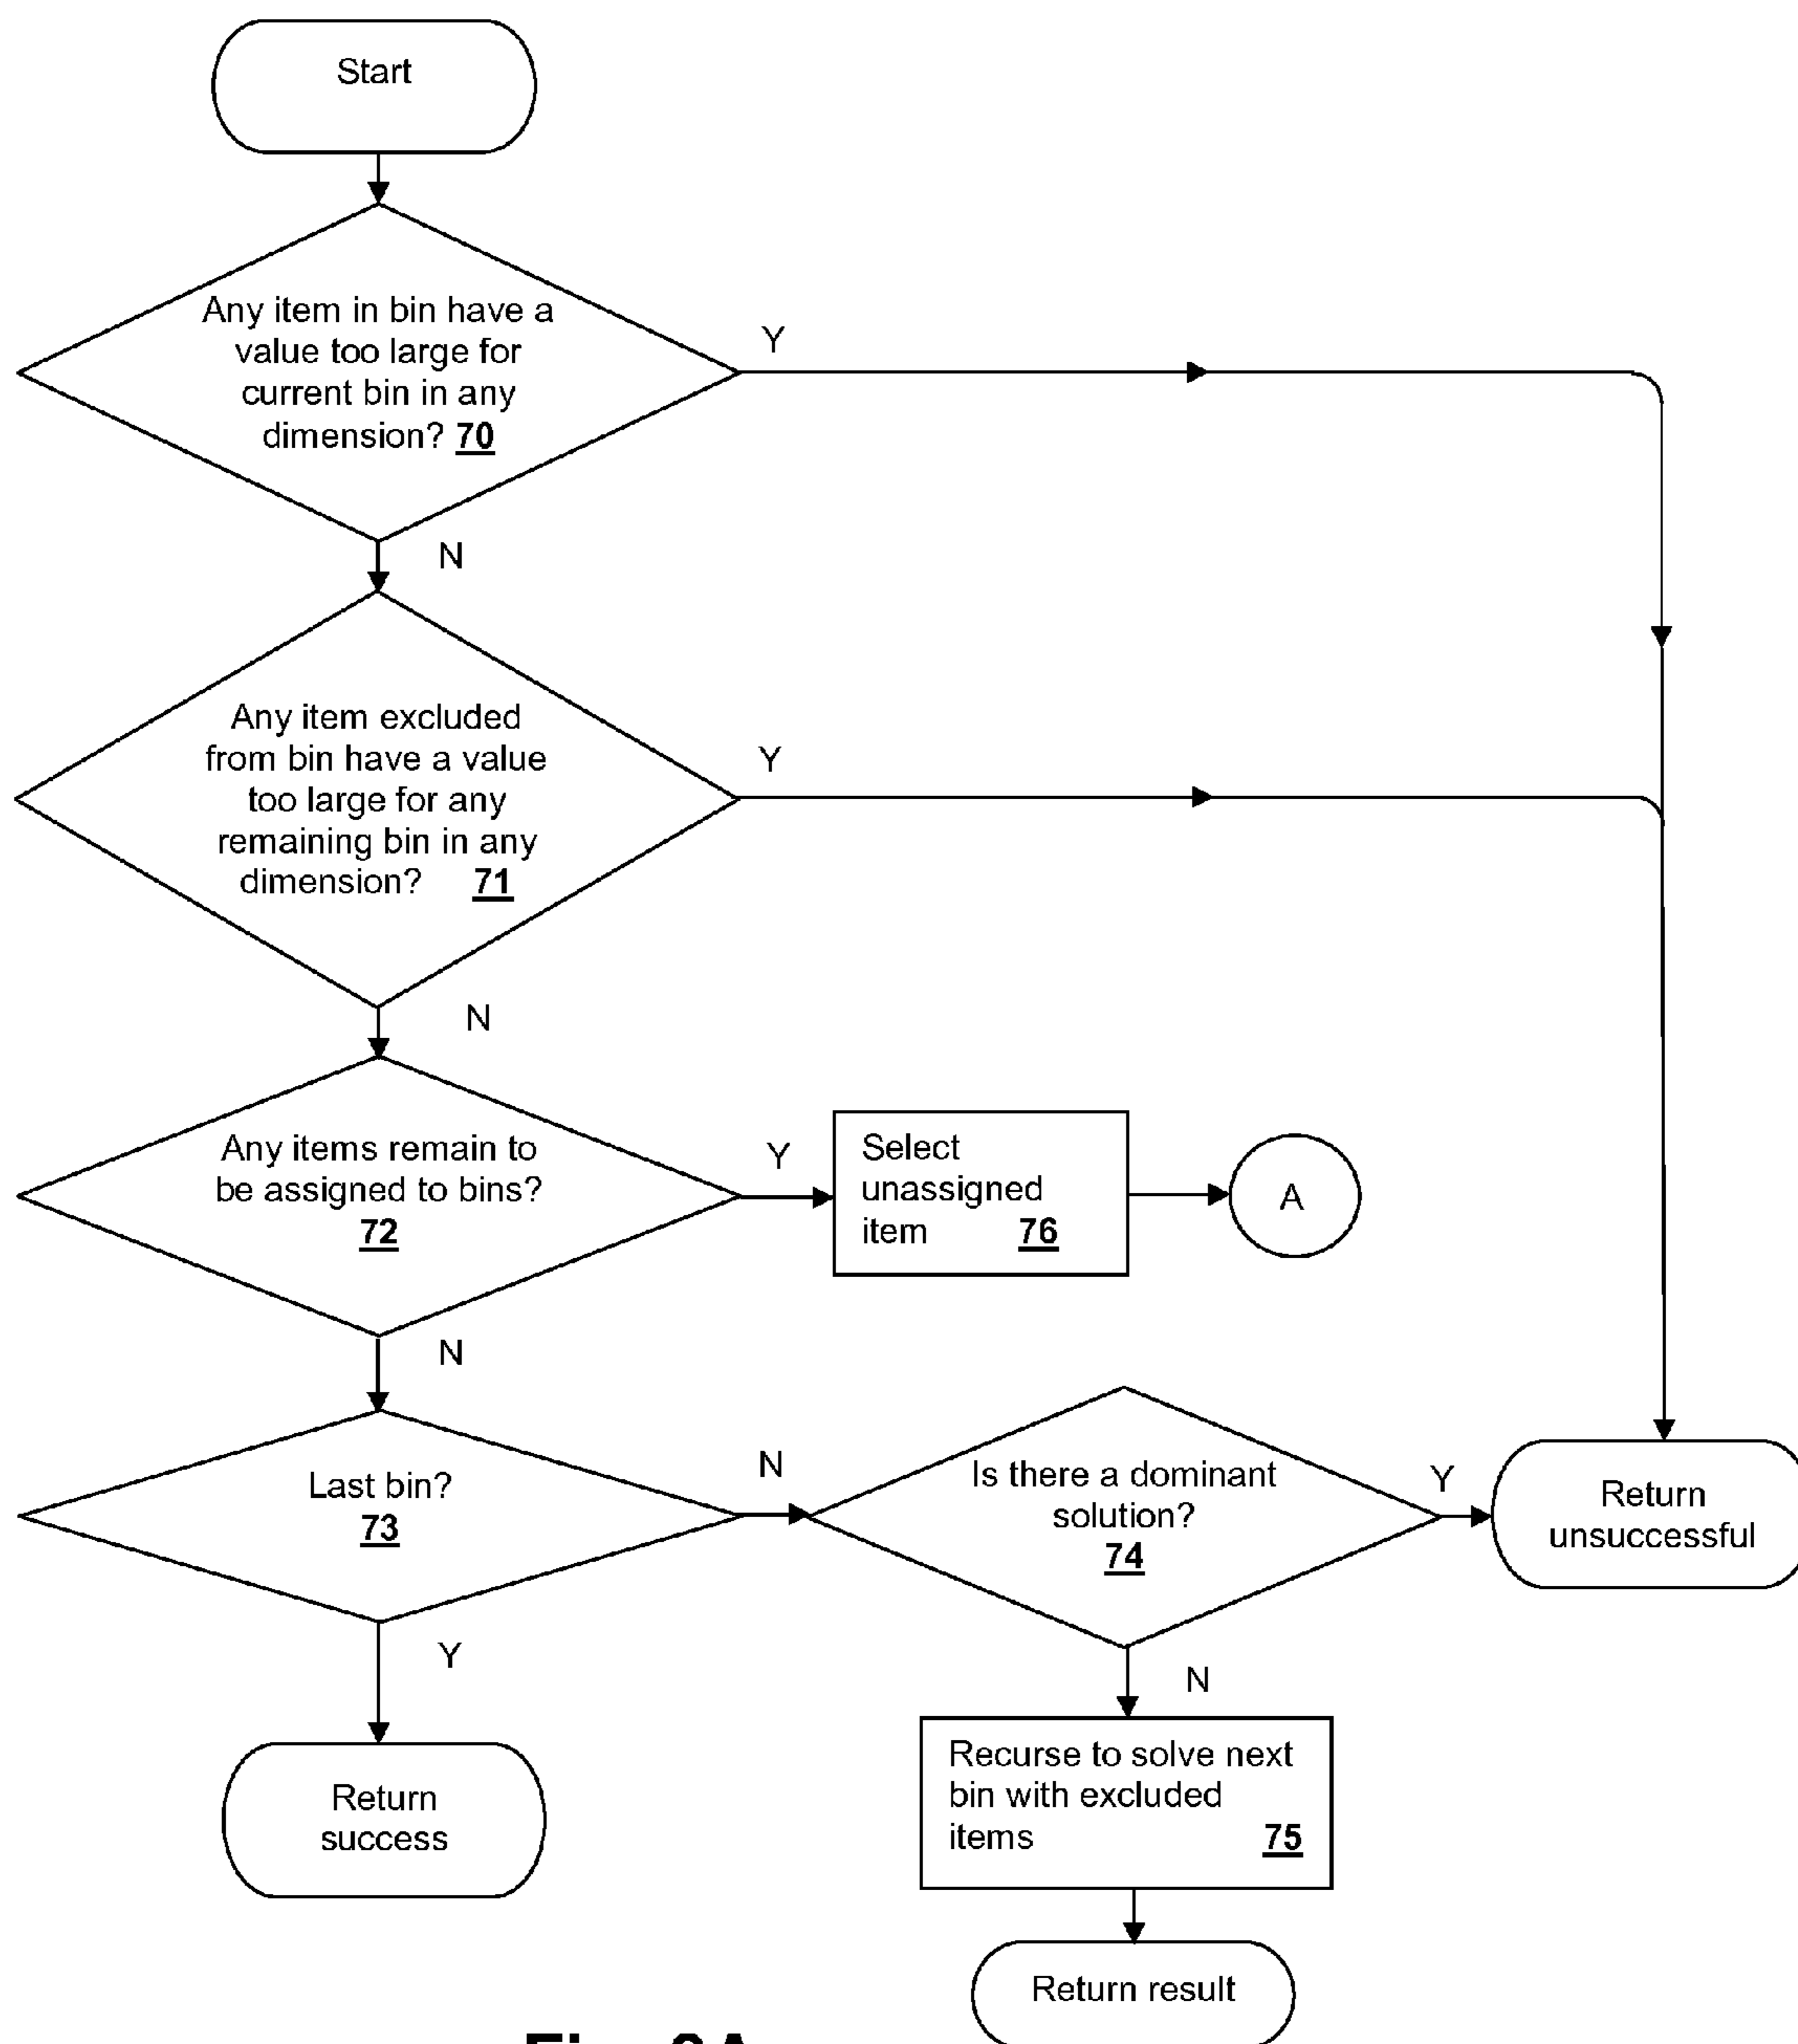 Start
Any item in bin have a
value too large for
current bin in any
dimension? 70
Y
N
Any item excluded
from bin have a value
too large for any
remaining bin in any
dimension? 71
Y
N
Any items remain to
be assigned to bins?
72
Y
Select
unassigned
item 76
A
N
Last bin?
73
N
Is there a dominant
solution?
74
Y
Return
unsuccessful
Y
Return
success
N
Recurse to solve next
bin with excluded
items 75
Return result